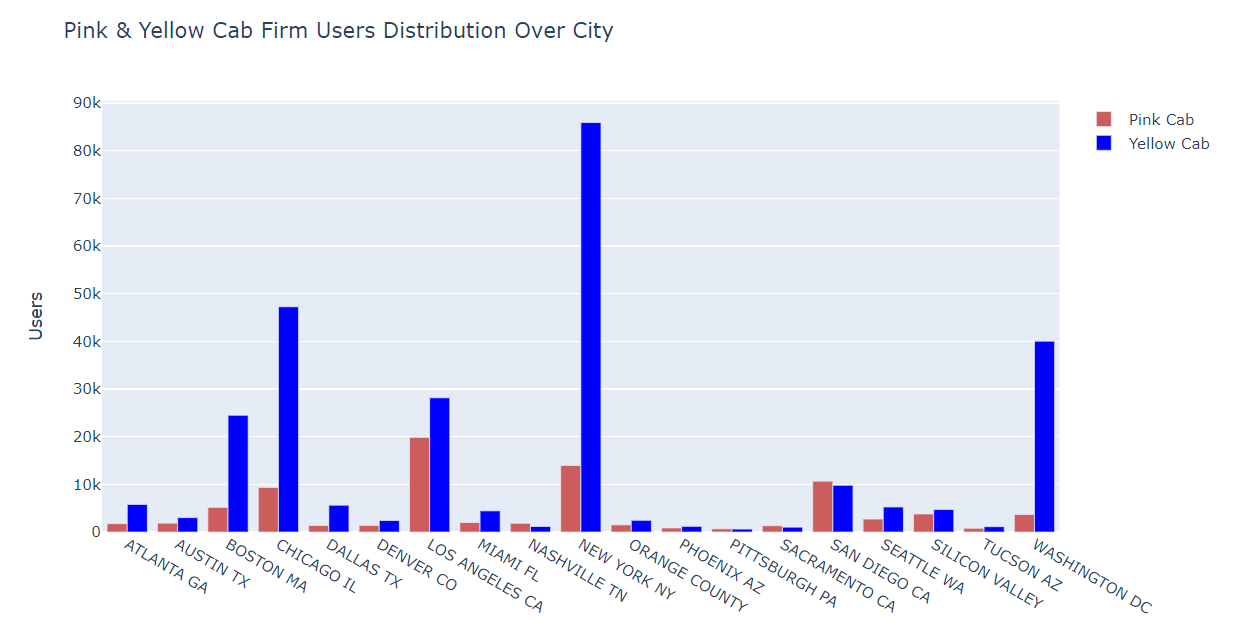 Pink & Yellow Cab Firm Users Distribution Over City
90k
80k
70k
60k
50k
40k
30k
20k
10k
0
Users
Pink Cab
Yellow Cab
ATLANTA GA
AUSTIN TX
BOSTON MA
CHICAGO IL
DALLAS TX
DENVER CO
LOS ANGELES CA
MIAMI FL
NASHVILLE TN
NEW YORK NY
ORANGE COUNTY
PHOENIX AZ
PITTSBURGH PA
SACRAMENTO CA
SAN DIEGO CA
SEATTLE WA
SILICON VALLEY
TUCSON AZ
WASHINGTON DC